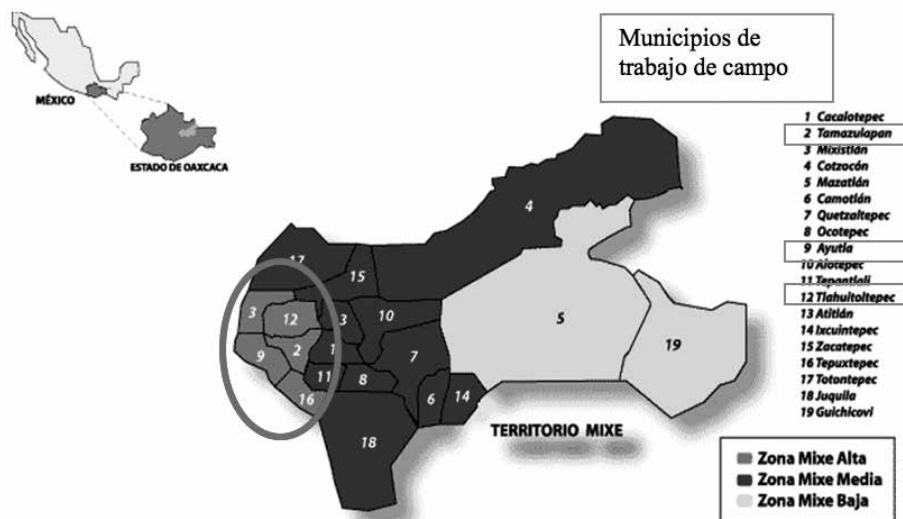 MÉXICO
ESTADO DE OAXCACA
Municipios de
trabajo de campo
1 Cacalotepec
2 Tamazulapan
3 Mixistlán
4 Cotzocón
5 Mazatlán
6 Camotlán
7 Quetzaltepec
8 Ocotepec
9 Ayutla
10 Alotepec
11 Tepantlali
12 Tlahuitoltepec
13 Atitlán
14 Ixcuintepec
15 Zacatepec
16 Tepuxtepec
17 Totontepec
18 Juquila
19 Guichicovi
4
17
15
3
12
3
10
5
19
9
2
1
7
11
8
16
6
14
18
TERRITORIO MIXE
Zona Mixe Alta
Zona Mixe Media
Zona Mixe Baja